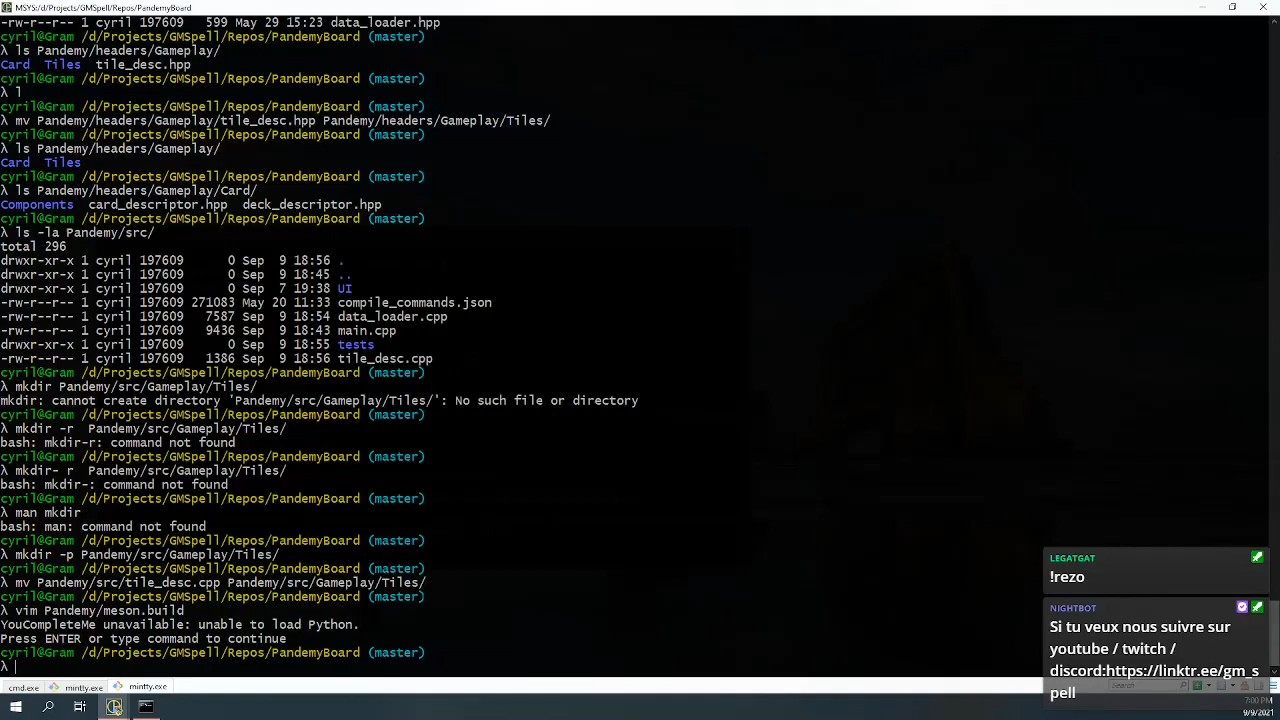 MSYS:/d/Projects/GMSpell/Repos/PandemyBoard
-rw-r--r-- 1 cyril 197609   599 May 29 15:23 data_loader.hpp
cyril@Gram /d/Projects/GMSpell/Repos/PandemyBoard (master)
λ ls Pandemy/headers/Gameplay/
Card  Tiles  tile_desc.hpp
cyril@Gram /d/Projects/GMSpell/Repos/PandemyBoard (master)
λ l
cyril@Gram /d/Projects/GMSpell/Repos/PandemyBoard (master)
λ mv Pandemy/headers/Gameplay/tile_desc.hpp Pandemy/headers/Gameplay/Tiles/
cyril@Gram /d/Projects/GMSpell/Repos/PandemyBoard (master)
λ ls Pandemy/headers/Gameplay/
Card  Tiles
cyril@Gram /d/Projects/GMSpell/Repos/PandemyBoard (master)
λ ls Pandemy/headers/Gameplay/Card/
Components  card_descriptor.hpp  deck_descriptor.hpp
cyril@Gram /d/Projects/GMSpell/Repos/PandemyBoard (master)
λ ls -la Pandemy/src/
total 296
drwxr-xr-x 1 cyril 197609      0 Sep  9 18:56 .
drwxr-xr-x 1 cyril 197609      0 Sep  9 18:45 ..
drwxr-xr-x 1 cyril 197609      0 Sep  7 19:38 UI
-rw-r--r-- 1 cyril 197609 271083 May 20 11:33 compile_commands.json
-rw-r--r-- 1 cyril 197609   7587 Sep  9 18:54 data_loader.cpp
-rw-r--r-- 1 cyril 197609   9436 Sep  9 18:43 main.cpp
drwxr-xr-x 1 cyril 197609      0 Sep  9 18:55 tests
-rw-r--r-- 1 cyril 197609   1386 Sep  9 18:56 tile_desc.cpp
cyril@Gram /d/Projects/GMSpell/Repos/PandemyBoard (master)
λ mkdir Pandemy/src/Gameplay/Tiles/
mkdir: cannot create directory 'Pandemy/src/Gameplay/Tiles/': No such file or directory
cyril@Gram /d/Projects/GMSpell/Repos/PandemyBoard (master)
λ mkdir -r  Pandemy/src/Gameplay/Tiles/
bash: mkdir-r: command not found
cyril@Gram /d/Projects/GMSpell/Repos/PandemyBoard (master)
λ mkdir- r  Pandemy/src/Gameplay/Tiles/
bash: mkdir-: command not found
cyril@Gram /d/Projects/GMSpell/Repos/PandemyBoard (master)
λ man mkdir
bash: man: command not found
cyril@Gram /d/Projects/GMSpell/Repos/PandemyBoard (master)
λ mkdir -p Pandemy/src/Gameplay/Tiles/
cyril@Gram /d/Projects/GMSpell/Repos/PandemyBoard (master)
λ mv Pandemy/src/tile_desc.cpp Pandemy/src/Gameplay/Tiles/
cyril@Gram /d/Projects/GMSpell/Repos/PandemyBoard (master)
λ vim Pandemy/meson.build
YouCompleteMe unavailable: unable to load Python.
Press ENTER or type command to continue
cyril@Gram /d/Projects/GMSpell/Repos/PandemyBoard (master)
λ
LEGATGAT
!rezo
NIGHTBOT
Si tu veux nous suivre sur
youtube / twitch /
discord:https://linktr.ee/gm_s
pell
cmd.exe mintty.exe mintty.exe
Search
7:00 PM
9/9/2021